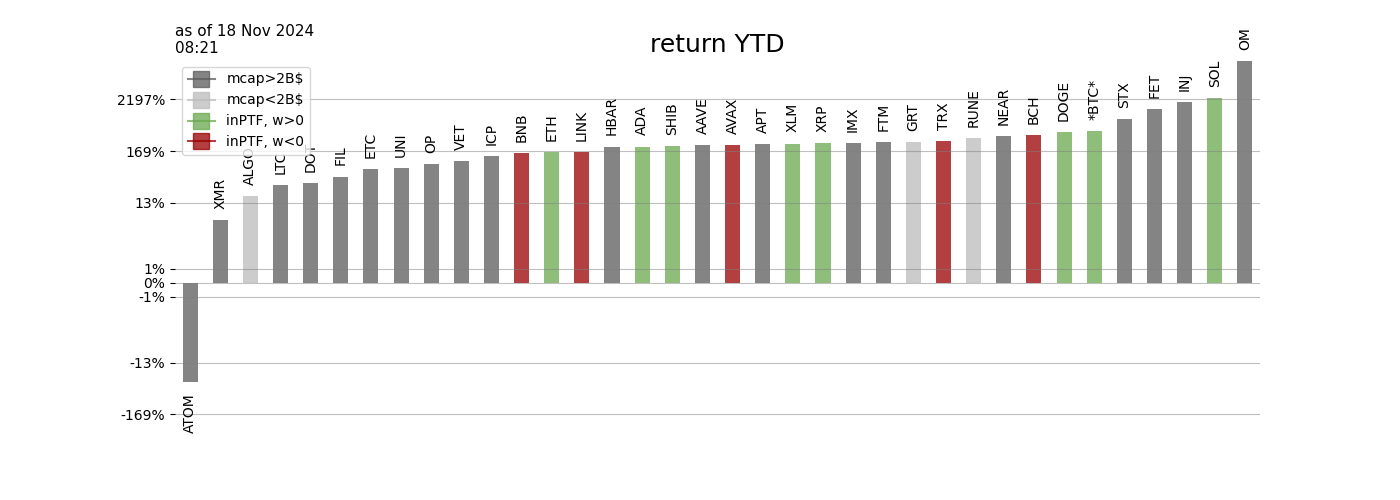 as of 18 Nov 2024
08:21
return YTD
mcap>2B$
mcap<2B$
inPTF, w>0
inPTF, w<0
2197%
169%
13%
1%
0%
-1%
-13%
-169%
ATOM
XMR
ALGO
LTC
DOT
FIL
ETC
UNI
OP
VET
ICP
BNB
ETH
LINK
HBAR
ADA
SHIB
AAVE
AVAX
APT
XLM
XRP
IMX
FTM
GRT
TRX
RUNE
NEAR
BCH
DOGE
*BTC*
STX
FET
INJ
SOL
OM